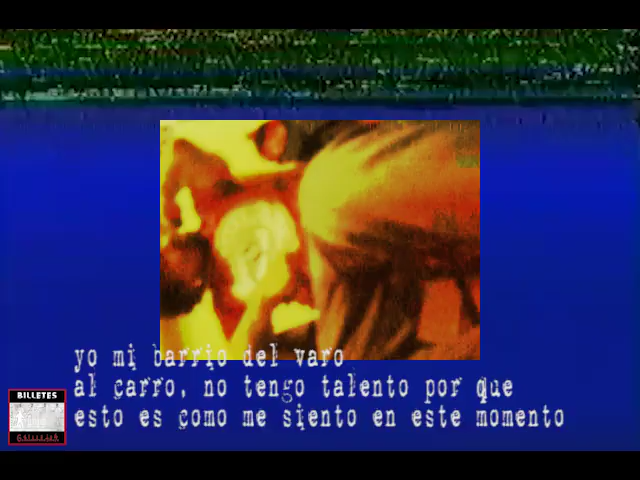 yo mi barrio del varo
al carro, no tengo talento por que
esto es como me siento en este momento
BILLETES